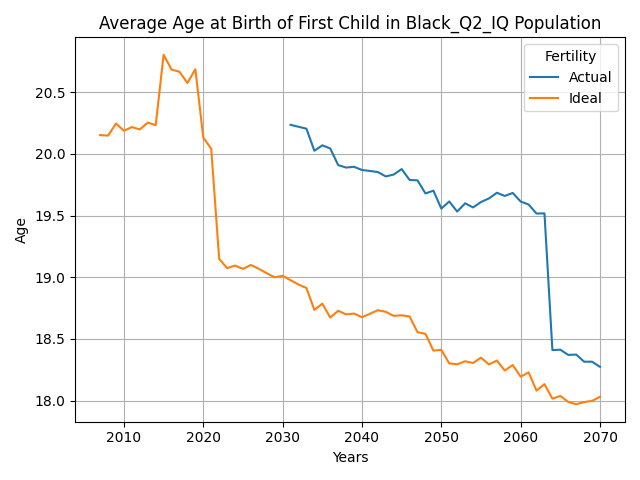 Average Age at Birth of First Child in Black_Q2_IQ Population
Fertility
Actual
Ideal
Age
20.5
20.0
19.5
19.0
18.5
18.0
2010 2020 2030 2040 2050 2060 2070
Years